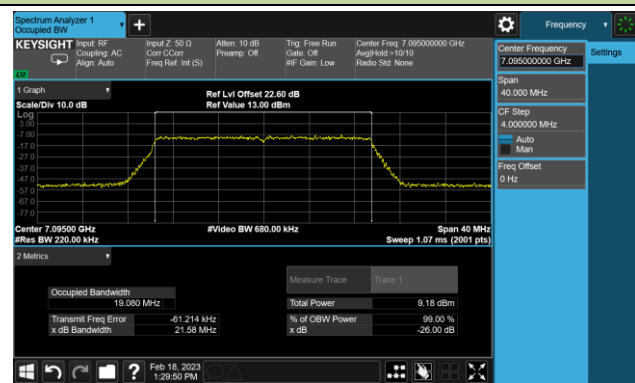 Spectrum Analyzer 1
Occupied BW
Frequency
KEYSIGHT
Input: RF
Coupling: AC
Align: Auto
Input Z: 50 Ω
Corr CCorr
Freq Ref: Int (S)
Atten: 10 dB
Preamp: Off
Trig: Free Run
Gate: Off
#IF Gain: Low
Center Freq: 7.095000000 GHz
Avg|Hold:>10/10
Radio Std: None
LXI
Center Frequency
7.095000000 GHz
Settings
Span
40.000 MHz
CF Step
4.000000 MHz
Auto
Man
Freq Offset
0 Hz
1 Graph
Scale/Div 10.0 dB
Ref Lvl Offset 22.60 dB
Ref Value 13.00 dBm
Log
3.00
-7.00
-17.0
-27.0
-37.0
-47.0
-57.0
-67.0
-77.0
Center 7.09500 GHz
#Res BW 220.00 kHz
#Video BW 680.00 kHz
Span 40 MHz
Sweep 1.07 ms (2001 pts)
2 Metrics
Measure Trace
Trace 1
Occupied Bandwidth
19.080 MHz
Total Power
9.18 dBm
Transmit Freq Error
-61.214 kHz
% of OBW Power
99.00 %
x dB Bandwidth
21.58 MHz
x dB
-26.00 dB
?
Feb 18, 2023
1:29:50 PM